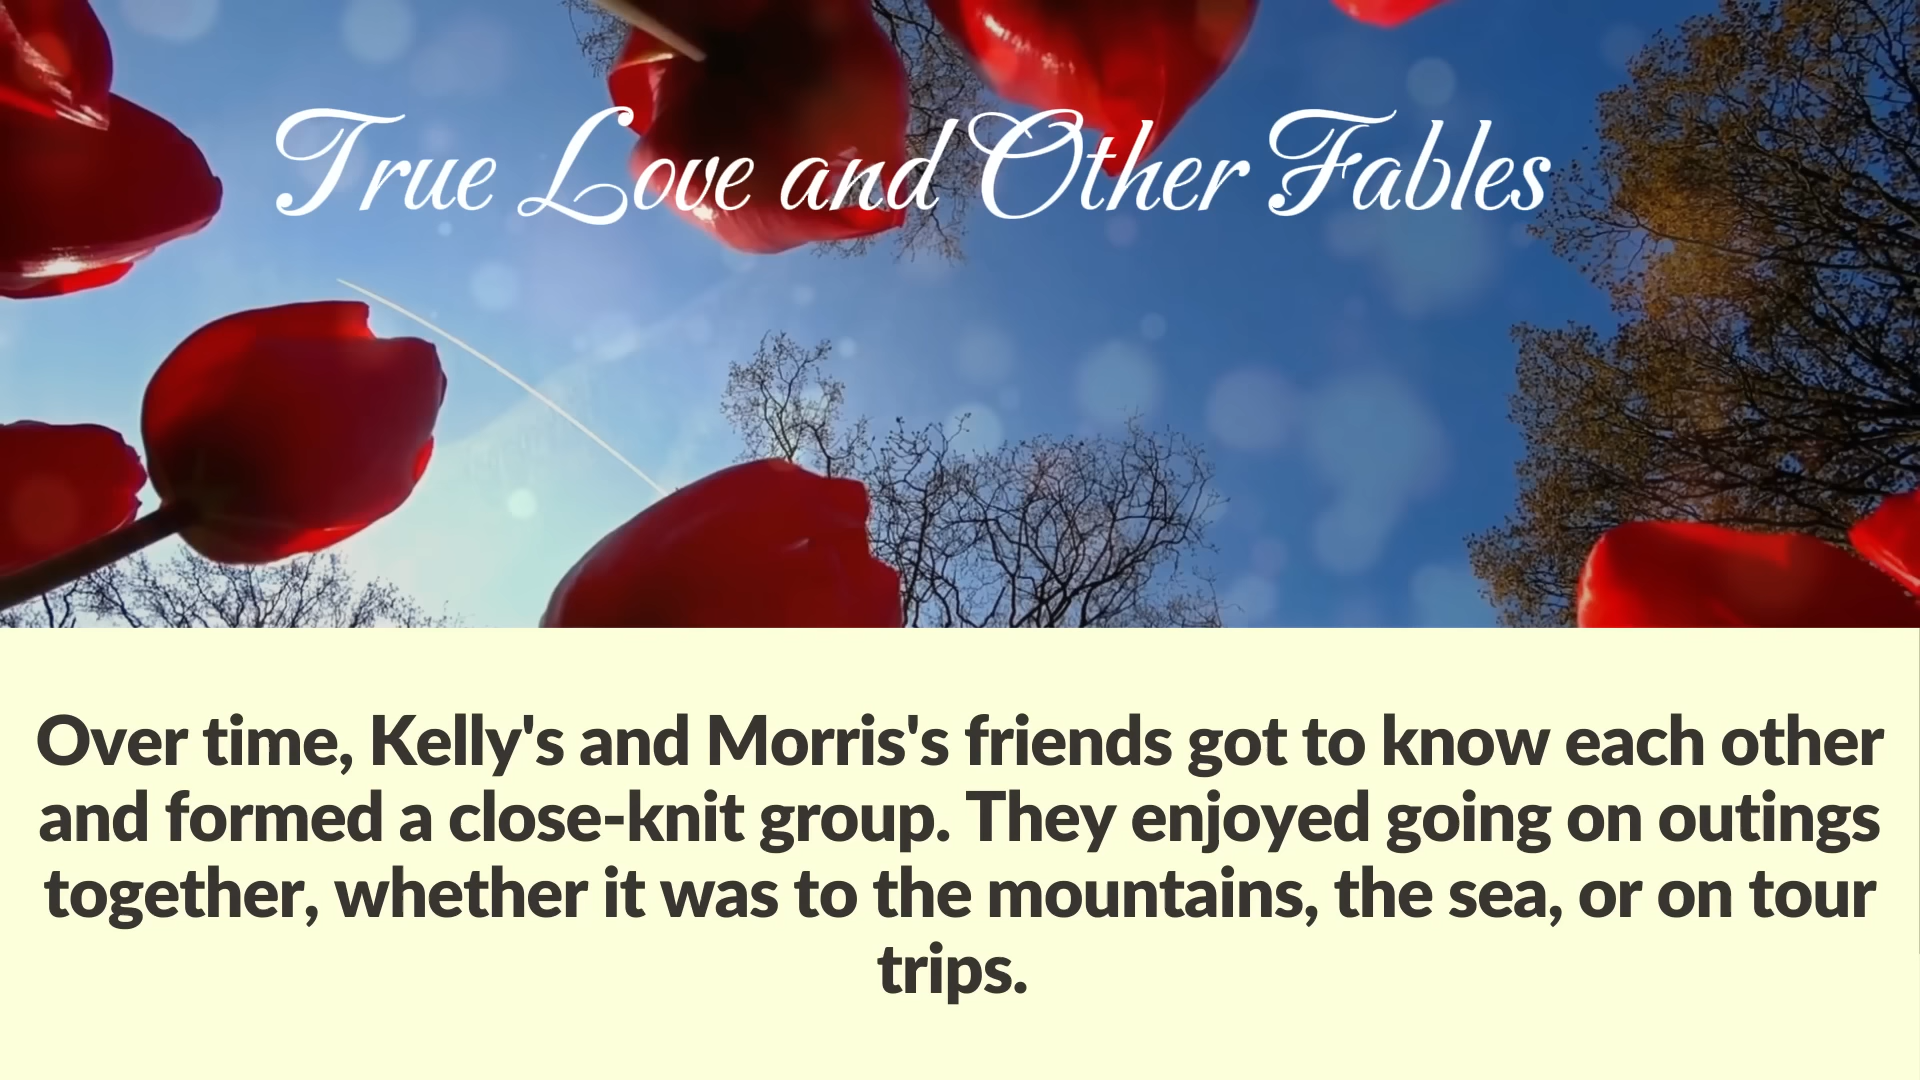 True Love and Other Fables
Over time, Kelly's and Morris's friends got to know each other
and formed a close-knit group. They enjoyed going on outings
together, whether it was to the mountains, the sea, or on tour
trips.